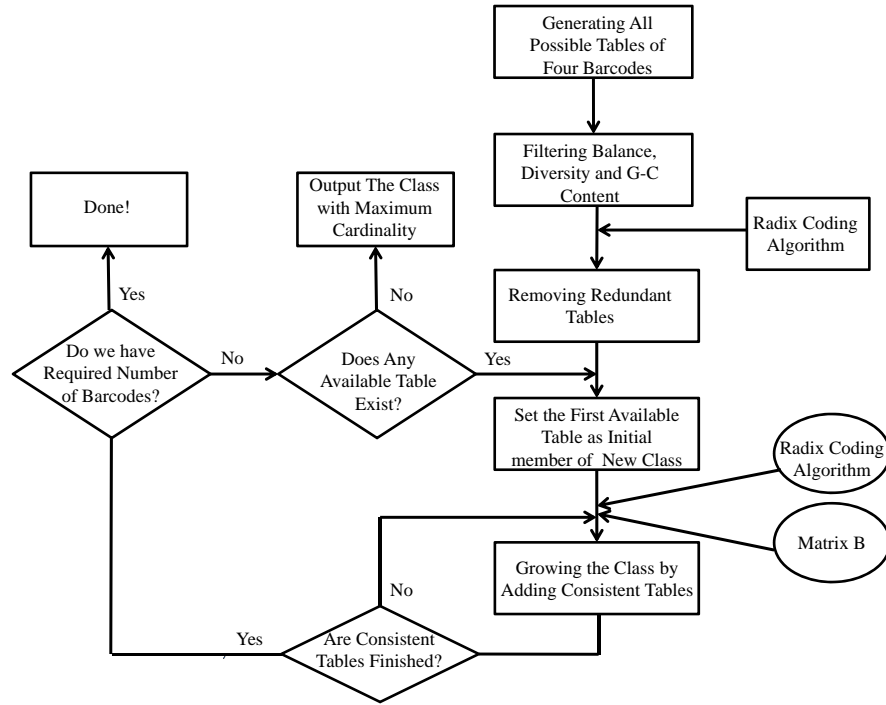 Generating All
Possible Tables of
Four Barcodes
Filtering Balance,
Diversity and G-C
Content
Radix Coding
Algorithm
Done!
Output The Class
with Maximum
Cardinality
Removing Redundant
Tables
Yes
No
Do we have
Required Number
of Barcodes?
No
Does Any
Available Table
Exist?
Yes
Set the First Available
Table as Initial
member of New Class
Radix Coding
Algorithm
Matrix B
Growing the Class by
Adding Consistent Tables
No
Yes
Are Consistent
Tables Finished?